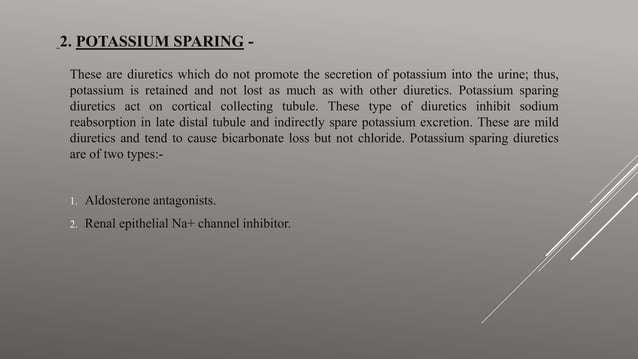 2. POTASSIUM SPARING -
These are diuretics which do not promote the secretion of potassium into the urine; thus,
potassium is retained and not lost as much as with other diuretics. Potassium sparing
diuretics act on cortical collecting tubule. These type of diuretics inhibit sodium
reabsorption in late distal tubule and indirectly spare potassium excretion. These are mild
diuretics and tend to cause bicarbonate loss but not chloride. Potassium sparing diuretics
are of two types:-
1. Aldosterone antagonists.
2. Renal epithelial Na+ channel inhibitor.